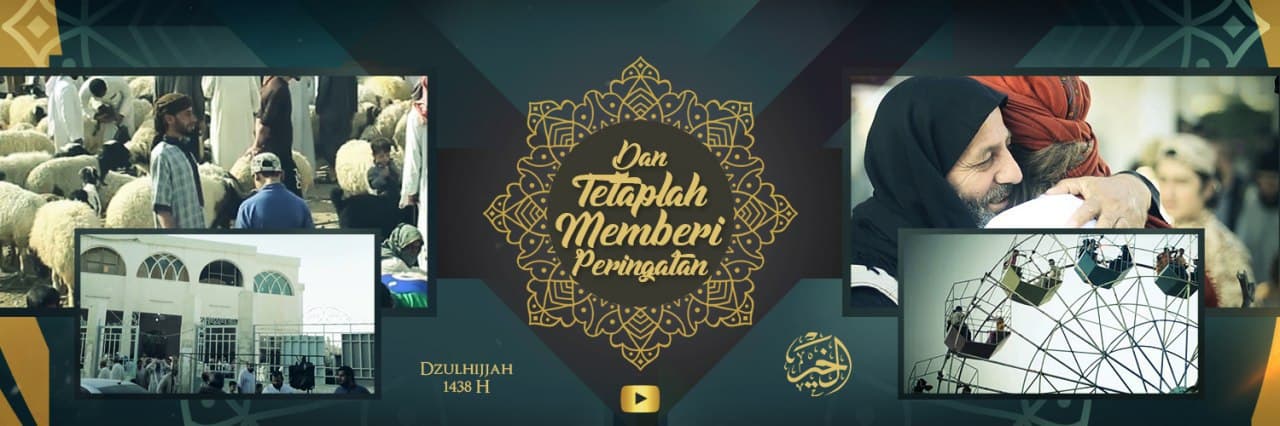 Dan
Tetaplah
Memberi
Peringatan
DZULHIJJAH
1438 H
الخير